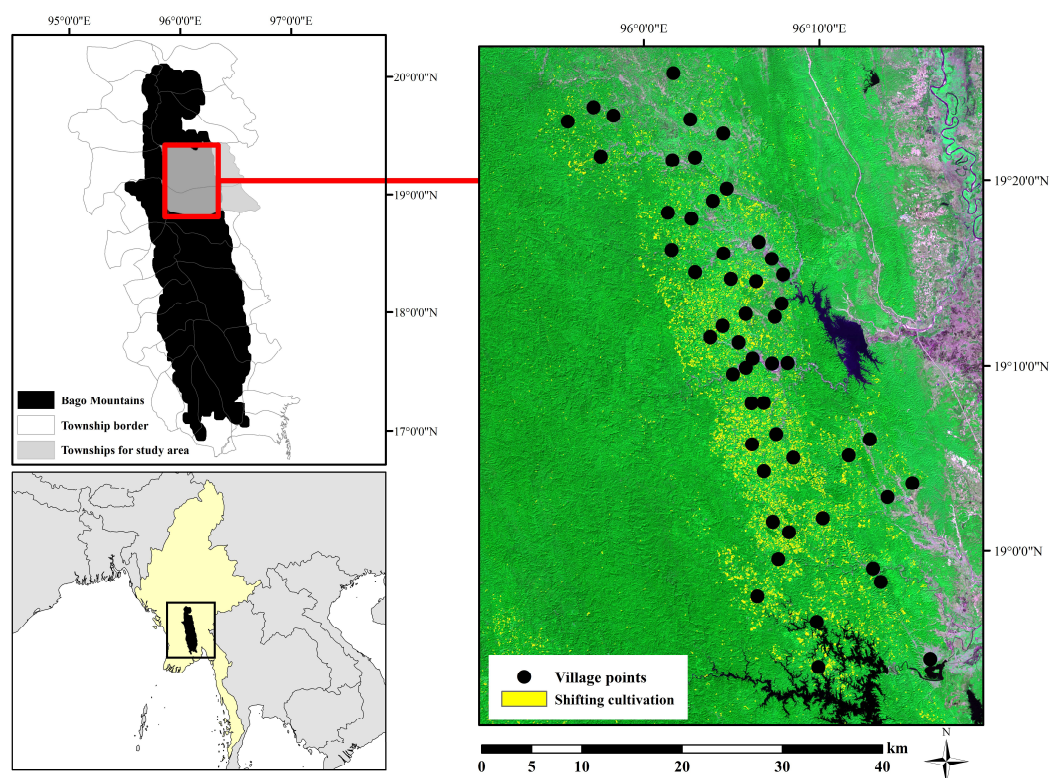 95°0'0"E 96°0'0"E 97°0'0"E
20°0'0"N
19°0'0"N
18°0'0"N
17°0'0"N
Bago Mountains
Township border
Townships for study area
96°0'0"E 96°10'0"E
19°20'0"N
19°10'0"N
19°0'0"N
Village points
Shifting cultivation
km
0 5 10 20 30 40
N